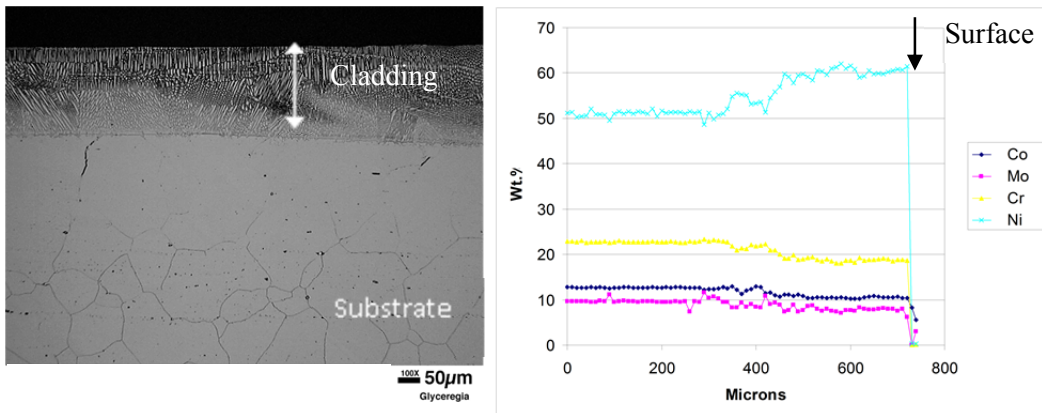 Cladding
Substrate
100X 50µm
Glyceregia
Surface
70
60
50
40
30
20
10
0
Wt.%
0 200 400 600 800
Microns
Co
Mo
Cr
Ni